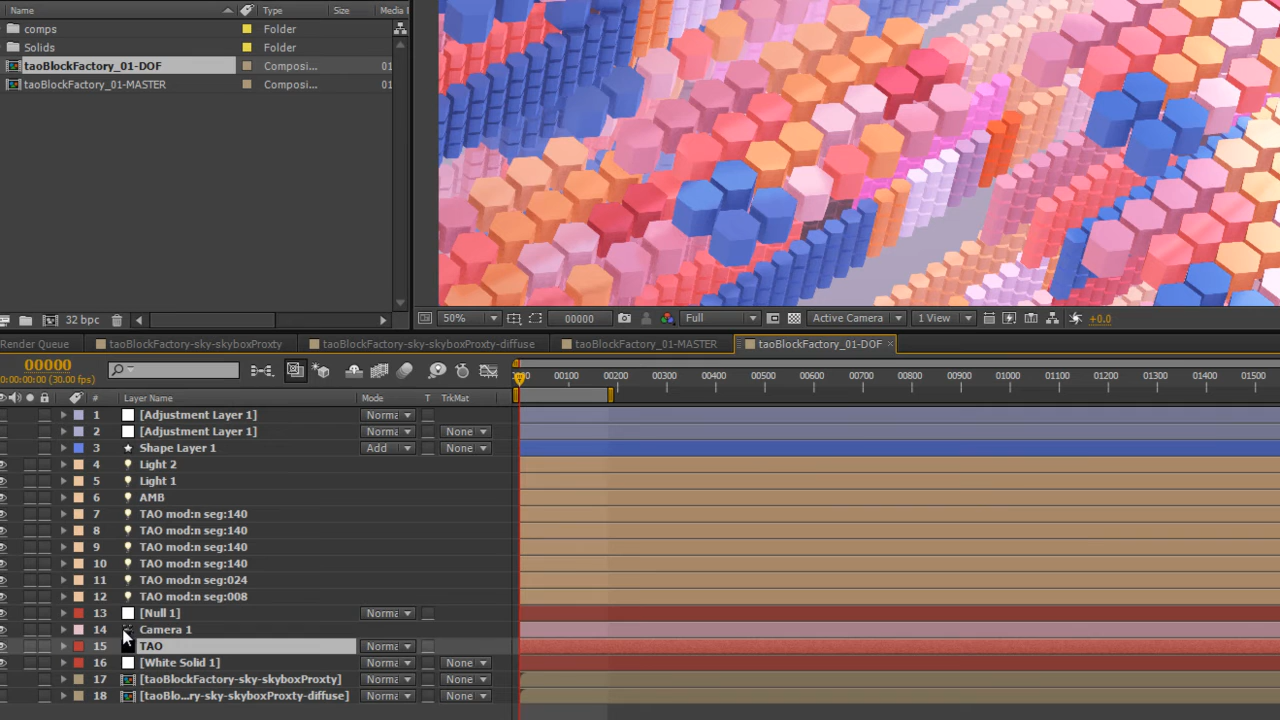 Name Type Size Media
comps Folder
Solids Folder
taoBlockFactory_01-DOF Composi... 01
taoBlockFactory_01-MASTER Composi... 01
32 bpc
50% 00000 Full Active Camera 1 View +0.0
Render Queue taoBlockFactory-sky-skyboxProxty taoBlockFactory-sky-skyboxProxty-diffuse taoBlockFactory_01-MASTER taoBlockFactory_01-DOF ×
00000
0:00:00:00 (30.00 fps)
00100 00200 00300 00400 00500 00600 00700 00800 00900 01000 01100 01200 01300 01400 01500
# Layer Name Mode T TrkMat
1 [Adjustment Layer 1] Norma
2 [Adjustment Layer 1] Norma None
3 Shape Layer 1 Add None
4 Light 2
5 Light 1
6 AMB
7 TAO mod:n seg:140
8 TAO mod:n seg:140
9 TAO mod:n seg:140
10 TAO mod:n seg:140
11 TAO mod:n seg:024
12 TAO mod:n seg:008
13 [Null 1] Norma
14 Camera 1
15 TAO Norma
16 [White Solid 1] Norma None
17 [taoBlockFactory-sky-skyboxProxty] Norma None
18 [taoBlo...ry-sky-skyboxProxty-diffuse] Norma None